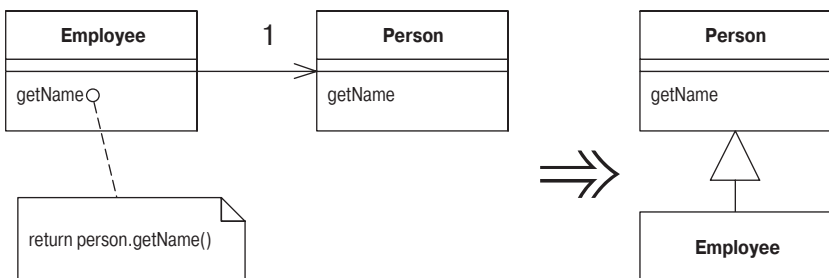 Employee
1
Person
getName
getName
return person.getName()
Person
getName
Employee